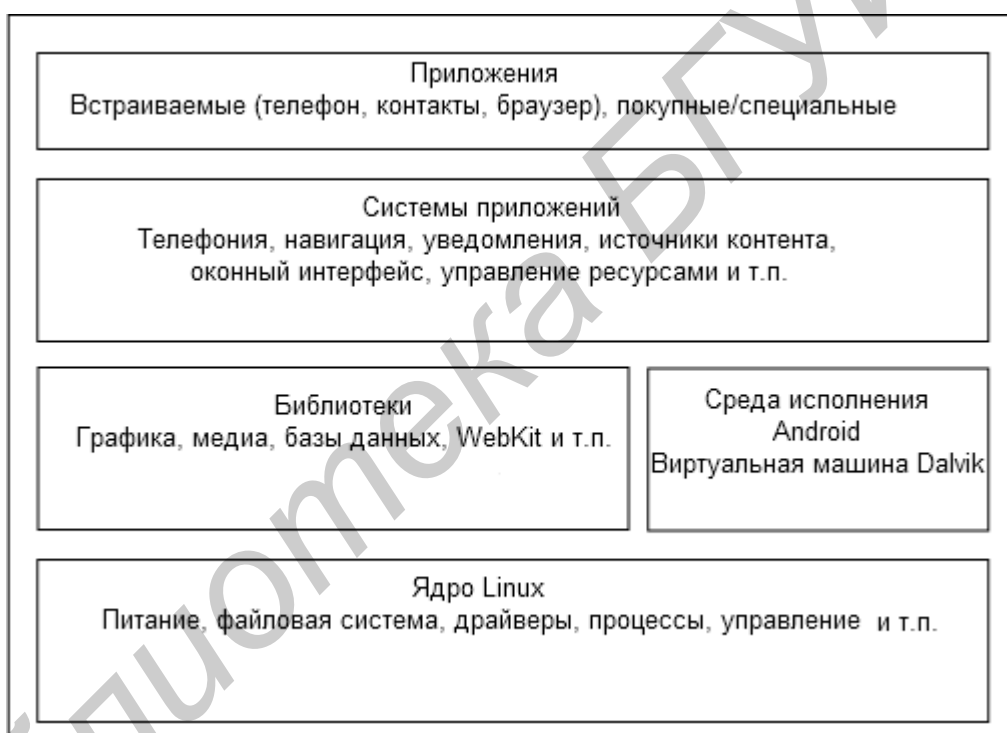 Приложения
Встраиваемые (телефон, контакты, браузер), покупные/специальные
Системы приложений
Телефония, навигация, уведомления, источники контента,
оконный интерфейс, управление ресурсами и т.п.
Библиотеки
Графика, медиа, базы данных, WebKit и т.п.
Среда исполнения
Android
Виртуальная машина Dalvik
Ядро Linux
Питание, файловая система, драйверы, процессы, управление и т.п.